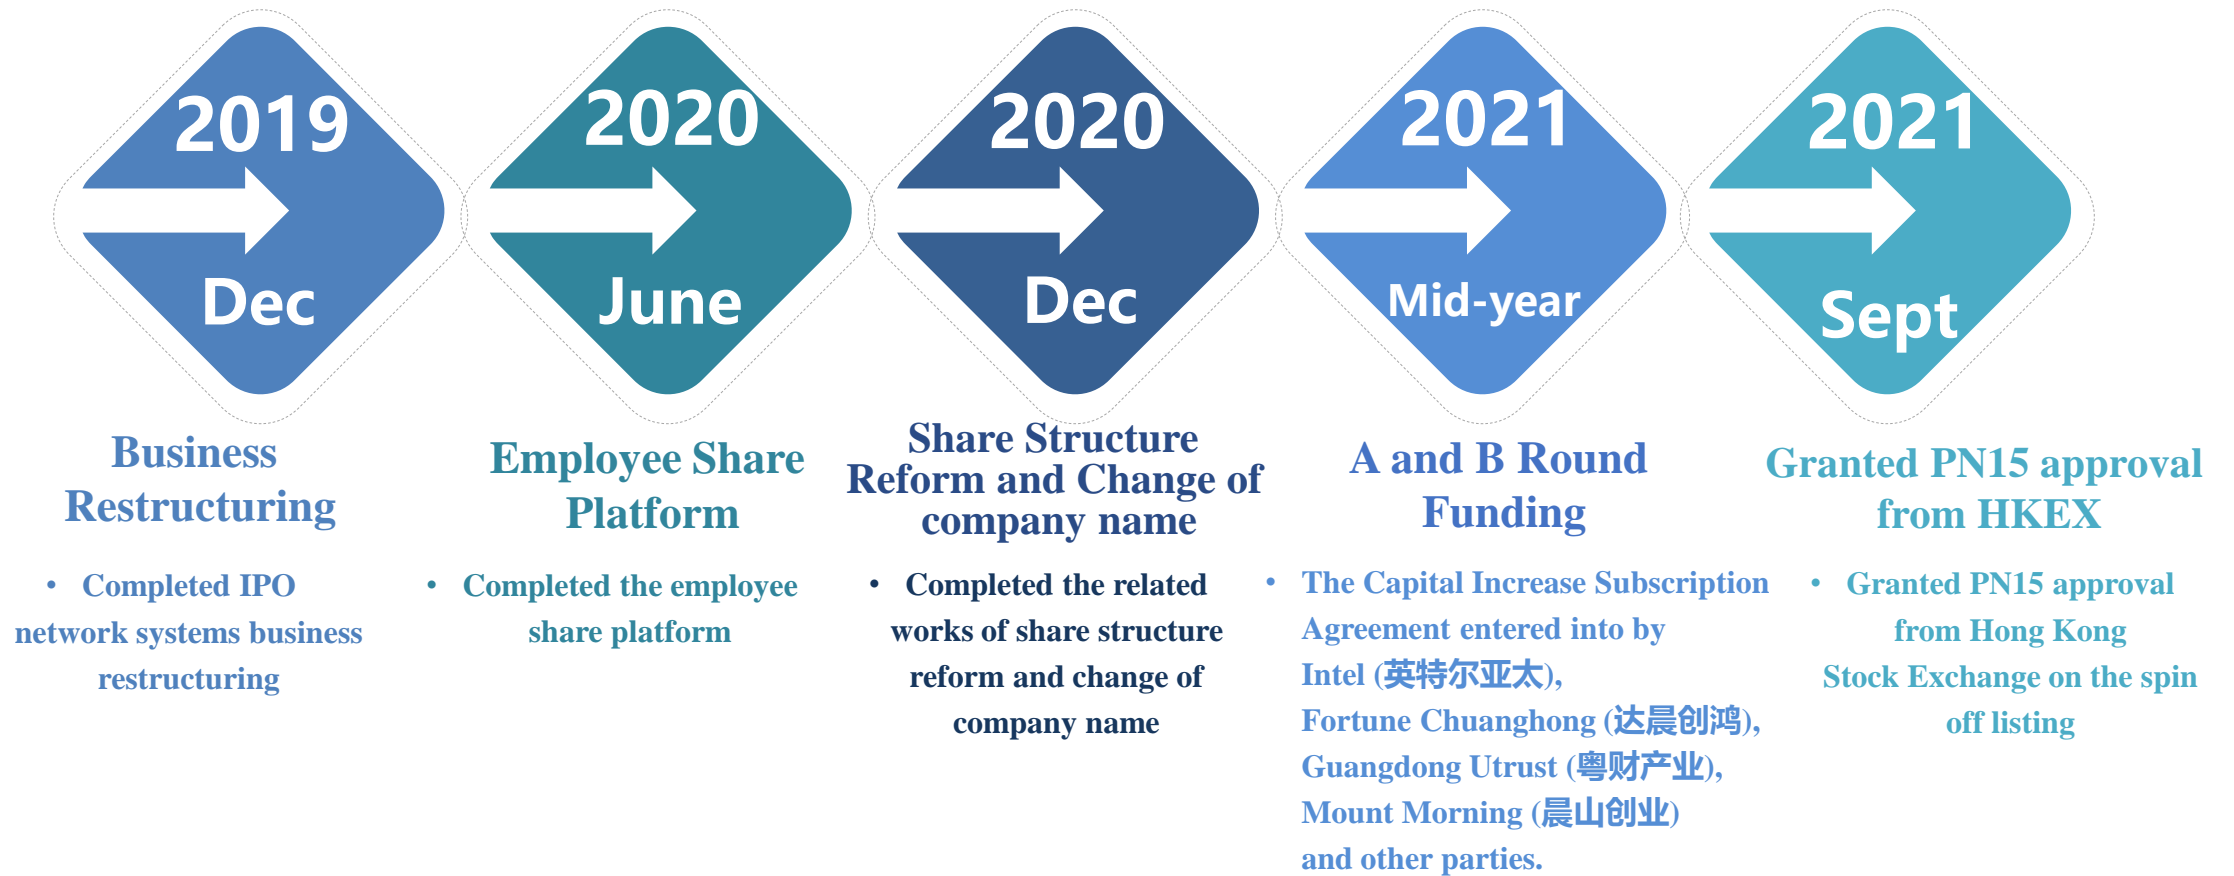 2019
Dec
Business
Restructuring
• Completed IPO
network systems business
restructuring
2020
June
Employee Share
Platform
• Completed the employee
share platform
2020
Dec
Share Structure
Reform and Change of
company name
• Completed the related
works of share structure
reform and change of
company name
2021
Mid-year
A and B Round
Funding
• The Capital Increase Subscription
Agreement entered into by
Intel (英特尔亚太),
Fortune Chuanghong (达晨创鸿),
Guangdong Utrust (粤财产业),
Mount Morning (晨山创业)
and other parties.
2021
Sept
Granted PN15 approval
from HKEX
• Granted PN15 approval
from Hong Kong
Stock Exchange on the spin
off listing